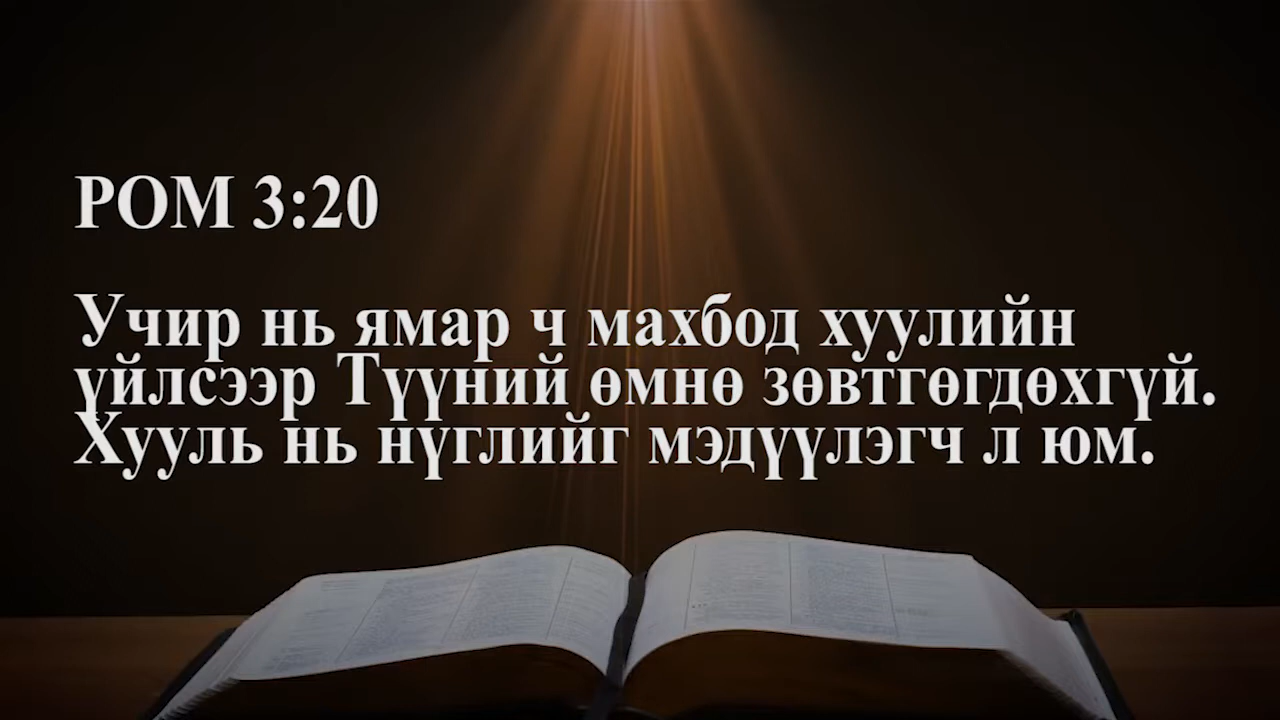 РОМ 3:20
Учир нь ямар ч махбод хуулийн
үйлсээр Түүний өмнө зөвтгөгдөхгүй.
Хууль нь нүглийг мэдүүлэгч л юм.